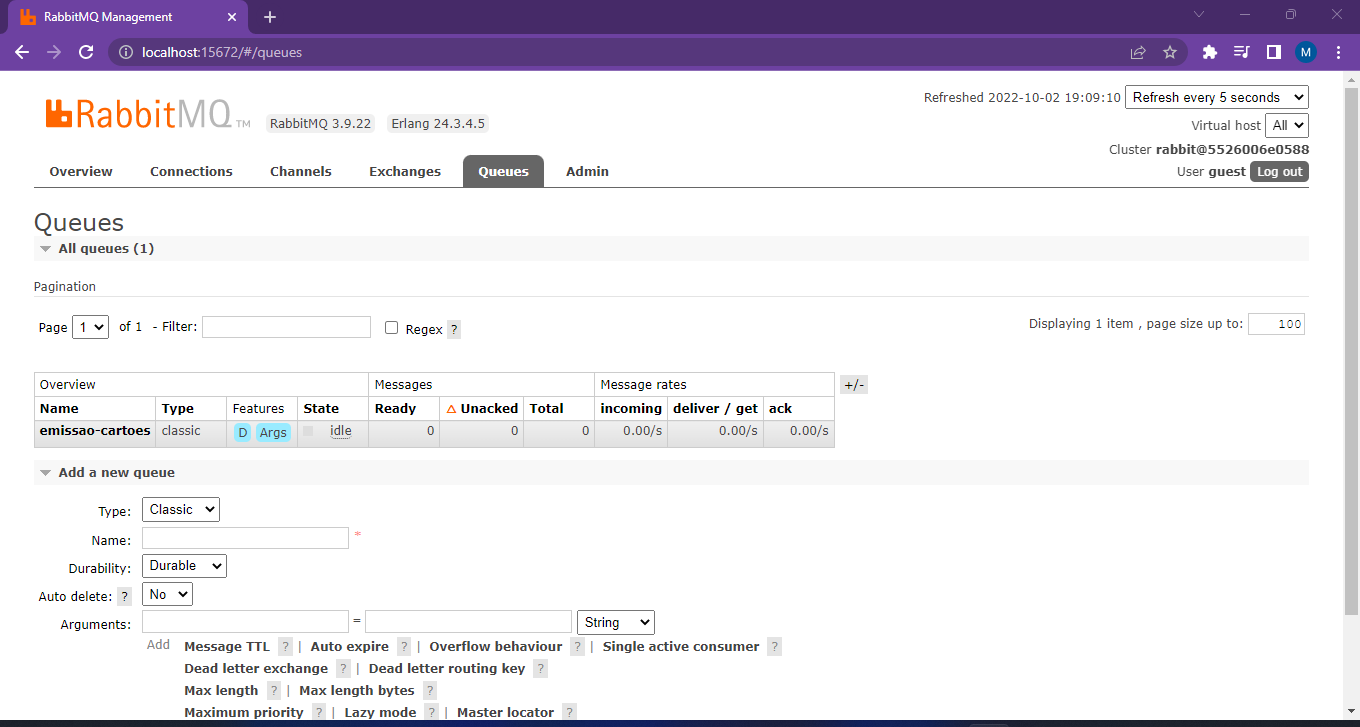 RabbitMQ Management
localhost:15672/#/queues
M
RabbitMQ TM RabbitMQ 3.9.22 Erlang 24.3.4.5
Refreshed 2022-10-02 19:09:10 Refresh every 5 seconds
Virtual host All
Cluster rabbit@5526006e0588
User guest Log out
Overview Connections Channels Exchanges Queues Admin
Queues
All queues (1)
Pagination
Page 1 of 1 - Filter: Regex ?
Displaying 1 item , page size up to: 100
Overview Messages Message rates +/-
Name Type Features State Ready Unacked Total incoming deliver / get ack
emissao-cartoes classic D Args idle 0 0 0 0.00/s 0.00/s 0.00/s
Add a new queue
Type: Classic
Name: *
Durability: Durable
Auto delete: ? No
Arguments: = String
Add Message TTL ? | Auto expire ? | Overflow behaviour ? | Single active consumer ?
Dead letter exchange ? | Dead letter routing key ?
Max length ? | Max length bytes ?
Maximum priority ? | Lazy mode ? | Master locator ?